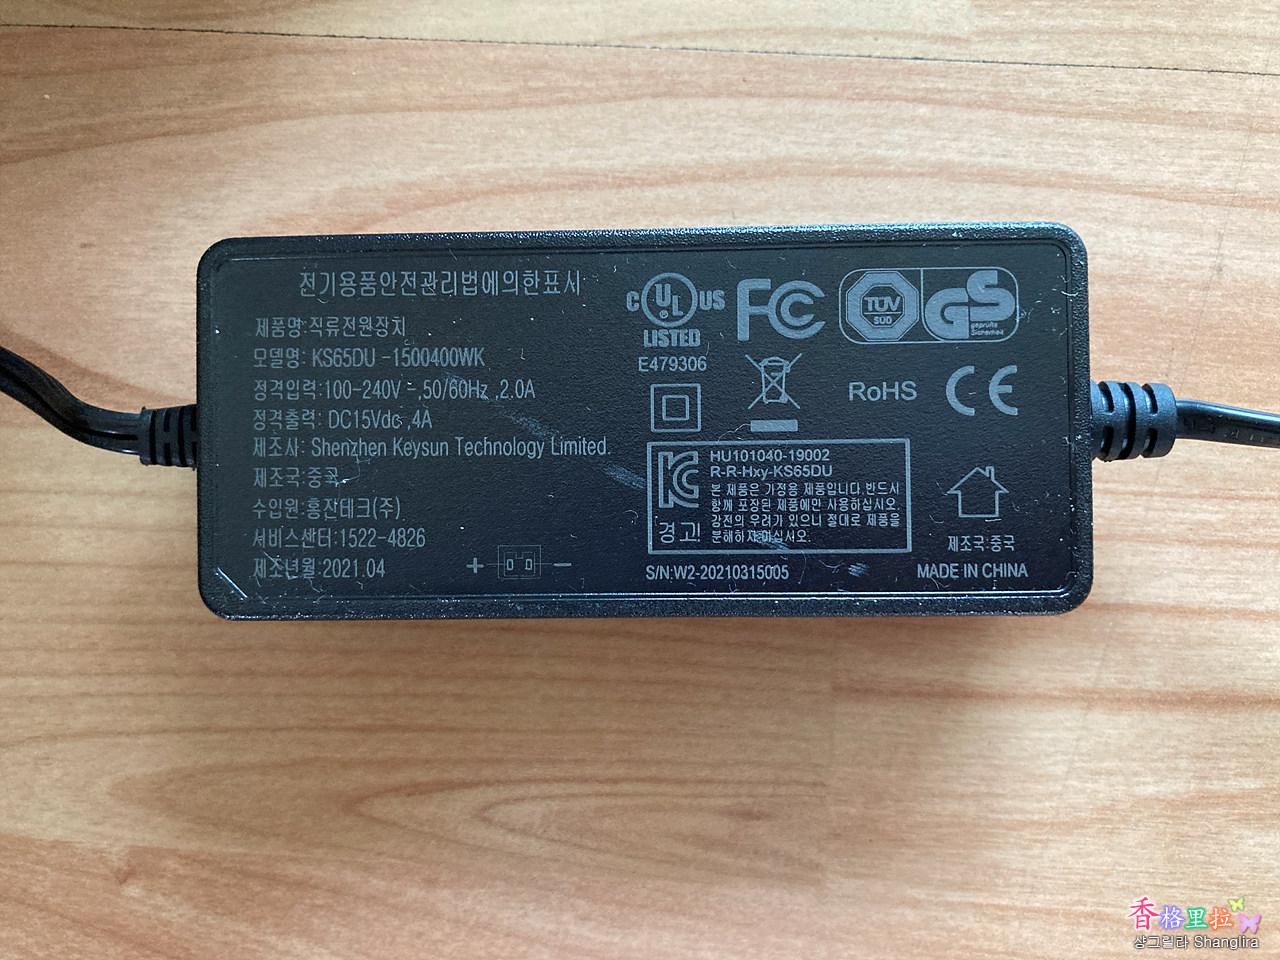 전기용품안전관리법에의한표시
제품명:직류전원장치
모델명: KS65DU -1500400WK
정격입력:100-240V ~,50/60Hz ,2.0A
정격출력: DC15Vdc ,4A
제조사: Shenzhen Keysun Technology Limited.
제조국:중국
수입원:홍잔테크(주)
서비스센터:1522-4826
제조년월:2021.04
+ -
C UL US
LISTED
E479306
FC
TÜV
SÜD
GS
geprüfte
Sicherheit
RoHS
CE
HU101040-19002
R-R-Hxy-KS65DU
본 제품은 가정용 제품입니다.반드시
함께 포장된 제품에만 사용하십시오.
감전의 우려가 있으니 절대로 제품을
분해하지 마십시오.
경고!
S/N:W2-20210315005
제조국:중국
MADE IN CHINA
香格里拉
샹그릴라 Shanglira